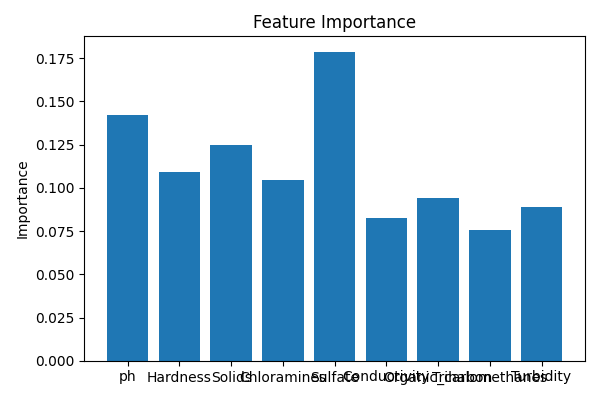 Feature Importance
Importance
0.175
0.150
0.125
0.100
0.075
0.050
0.025
0.000
ph Hardness Solids Chloramines Sulfate Conductivity Organic_carbon Trihalomethanes Turbidity